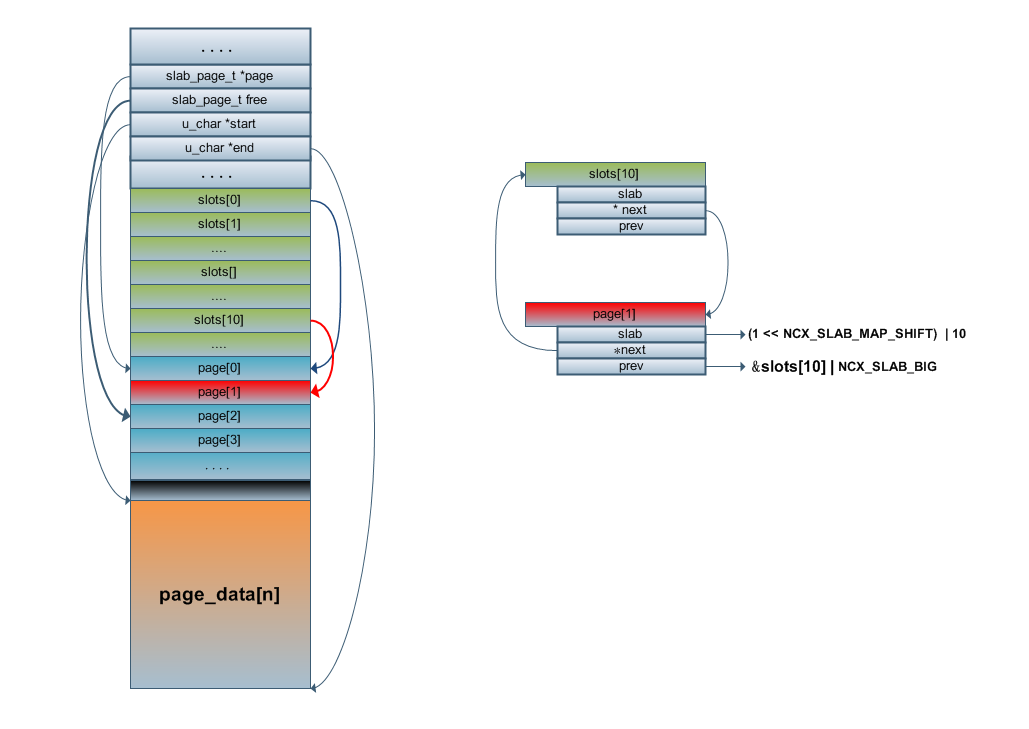 . . . .
slab_page_t *page
slab_page_t free
u_char *start
u_char *end
. . . .
slots[0]
slots[1]
....
slots[]
....
slots[10]
....
page[0]
page[1]
page[2]
page[3]
. . . .
page_data[n]
slots[10]
slab
* next
prev
page[1]
slab
(1 << NCX_SLAB_MAP_SHIFT) | 10
*next
prev
&slots[10] | NCX_SLAB_BIG